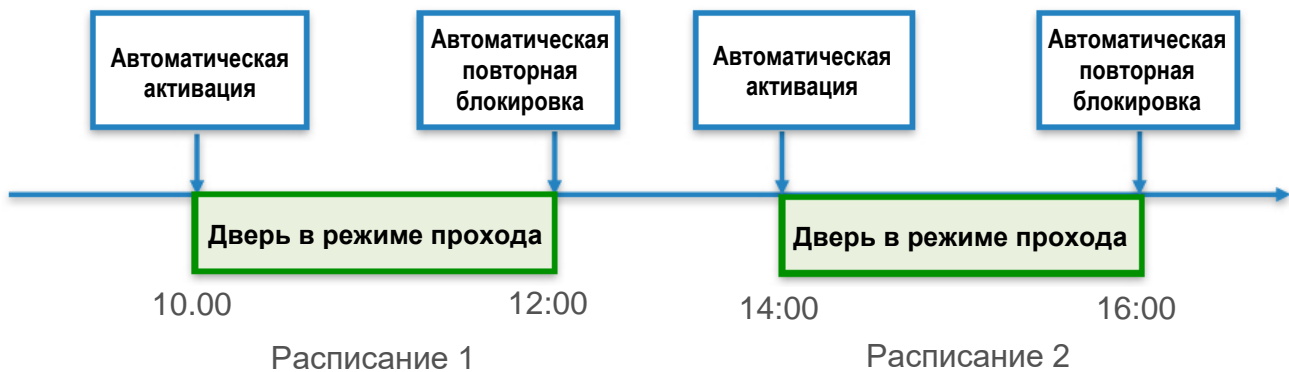 Автоматическая
активация
Автоматическая
повторная
блокировка
Автоматическая
активация
Автоматическая
повторная
блокировка
Дверь в режиме прохода
Дверь в режиме прохода
10.00
12:00
14:00
16:00
Расписание 1
Расписание 2